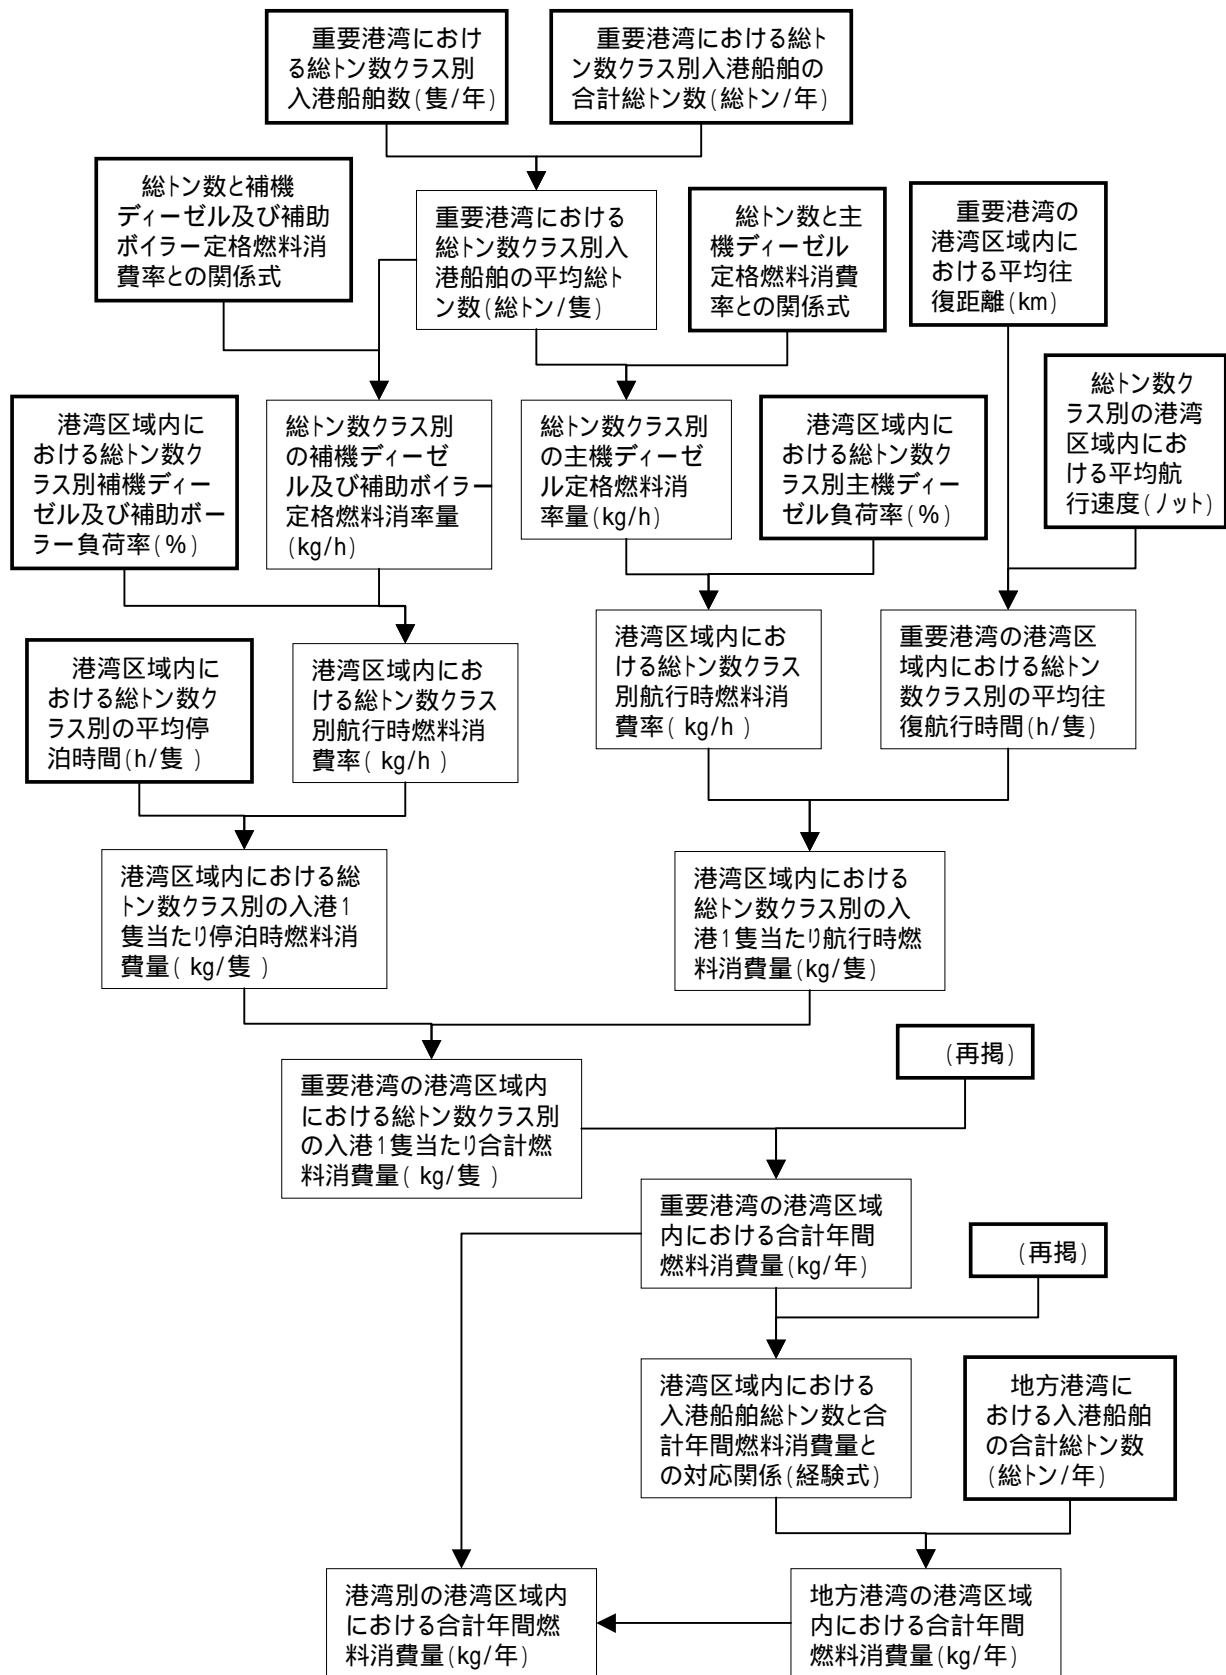 重要港湾におけ
る総トン数クラス別
入港船舶数(隻/年)
重要港湾における総ト
ン数クラス別入港船舶の
合計総トン数(総トン/年)
総トン数と補機
ディーゼル及び補助
ボイラー定格燃料消
費率との関係式
重要港湾における
総トン数クラス別入
港船舶の平均総ト
ン数(総トン/隻)
総トン数と主
機ディーゼル
定格燃料消費
率との関係式
重要港湾の
港湾区域内に
おける平均往
復距離(km)
総トン数ク
ラス別の港湾
区域内にお
ける平均航
行速度(ノット)
港湾区域内に
おける総トン数ク
ラス別補機ディー
ゼル及び補助ボー
ラー負荷率(%)
総トン数クラス別
の補機ディーゼ
ル及び補助ボイラー
定格燃料消率量
(kg/h)
総トン数クラス別
の主機ディーゼ
ル定格燃料消
率量(kg/h)
港湾区域内に
おける総トン数ク
ラス別主機ディー
ゼル負荷率(%)
港湾区域内に
おける総トン数ク
ラス別の平均停
泊時間(h/隻)
港湾区域内にお
ける総トン数クラス
別航行時燃料消
費率(kg/h)
港湾区域内にお
ける総トン数クラス
別航行時燃料消
費率(kg/h)
重要港湾の港湾区
域内における総トン
数クラス別の平均往
復航行時間(h/隻)
港湾区域内における総
トン数クラス別の入港1
隻当たり停泊時燃料消
費量(kg/隻)
港湾区域内における
総トン数クラス別の入
港1隻当たり航行時燃
料消費量(kg/隻)
(再掲)
重要港湾の港湾区域内
における総トン数クラス別
の入港1隻当たり合計燃
料消費量(kg/隻)
重要港湾の港湾区域
内における合計年間
燃料消費量(kg/年)
(再掲)
港湾区域内における
入港船舶総トン数と合
計年間燃料消費量と
の対応関係(経験式)
地方港湾に
おける入港船舶
の合計総トン数
(総トン/年)
港湾別の港湾区域内
における合計年間燃
料消費量(kg/年)
地方港湾の港湾区域
内における合計年間
燃料消費量(kg/年)